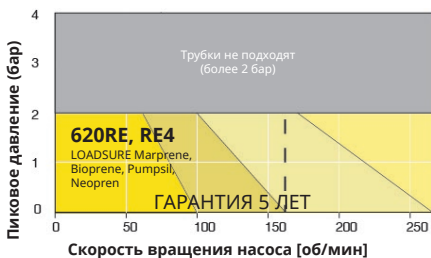 Пиковое давление (бар)
4
3
2
1
0
Трубки не подходят
(более 2 бар)
620RE, RE4
LOADSURE Marprene,
Bioprene, Pumpsil,
Neopren
ГАРАНТИЯ 5 ЛЕТ
0 50 100 150 200 250
Скорость вращения насоса [об/мин]